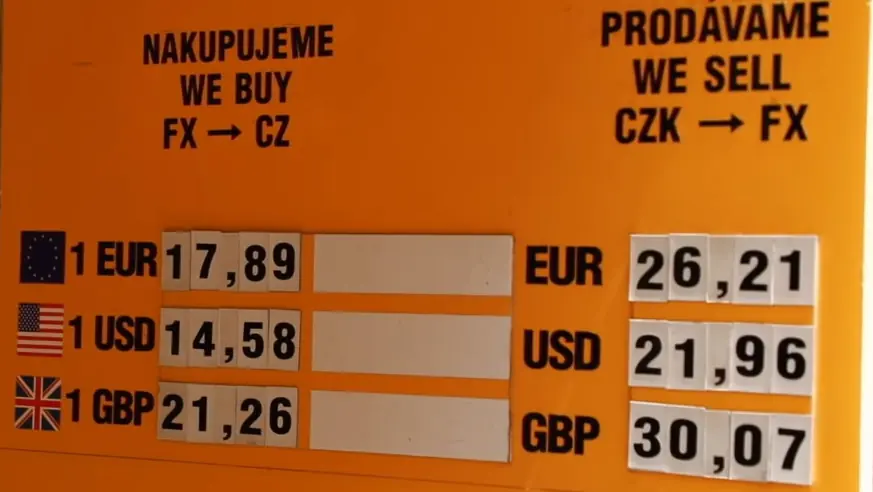 NAKUPUJEME
WE BUY
FX → CZ
PRODÁVAME
WE SELL
CZK → FX
1 EUR 17,89
EUR 26,21
1 USD 14,58
USD 21,96
1 GBP 21,26
GBP 30,07